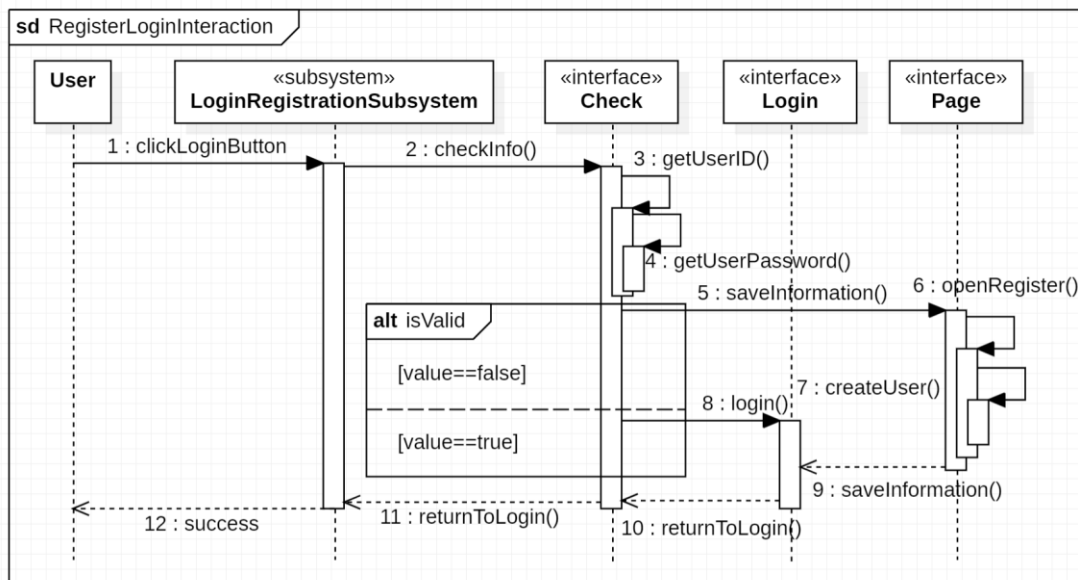 sd RegisterLoginInteraction
User
«subsystem»
LoginRegistrationSubsystem
«interface»
Check
«interface»
Login
«interface»
Page
1 : clickLoginButton
2 : checkInfo()
3 : getUserID()
4 : getUserPassword()
5 : saveInformation()
6 : openRegister()
alt isValid
[value==false]
7 : createUser()
8 : login()
[value==true]
9 : saveInformation()
10 : returnToLogin()
11 : returnToLogin()
12 : success